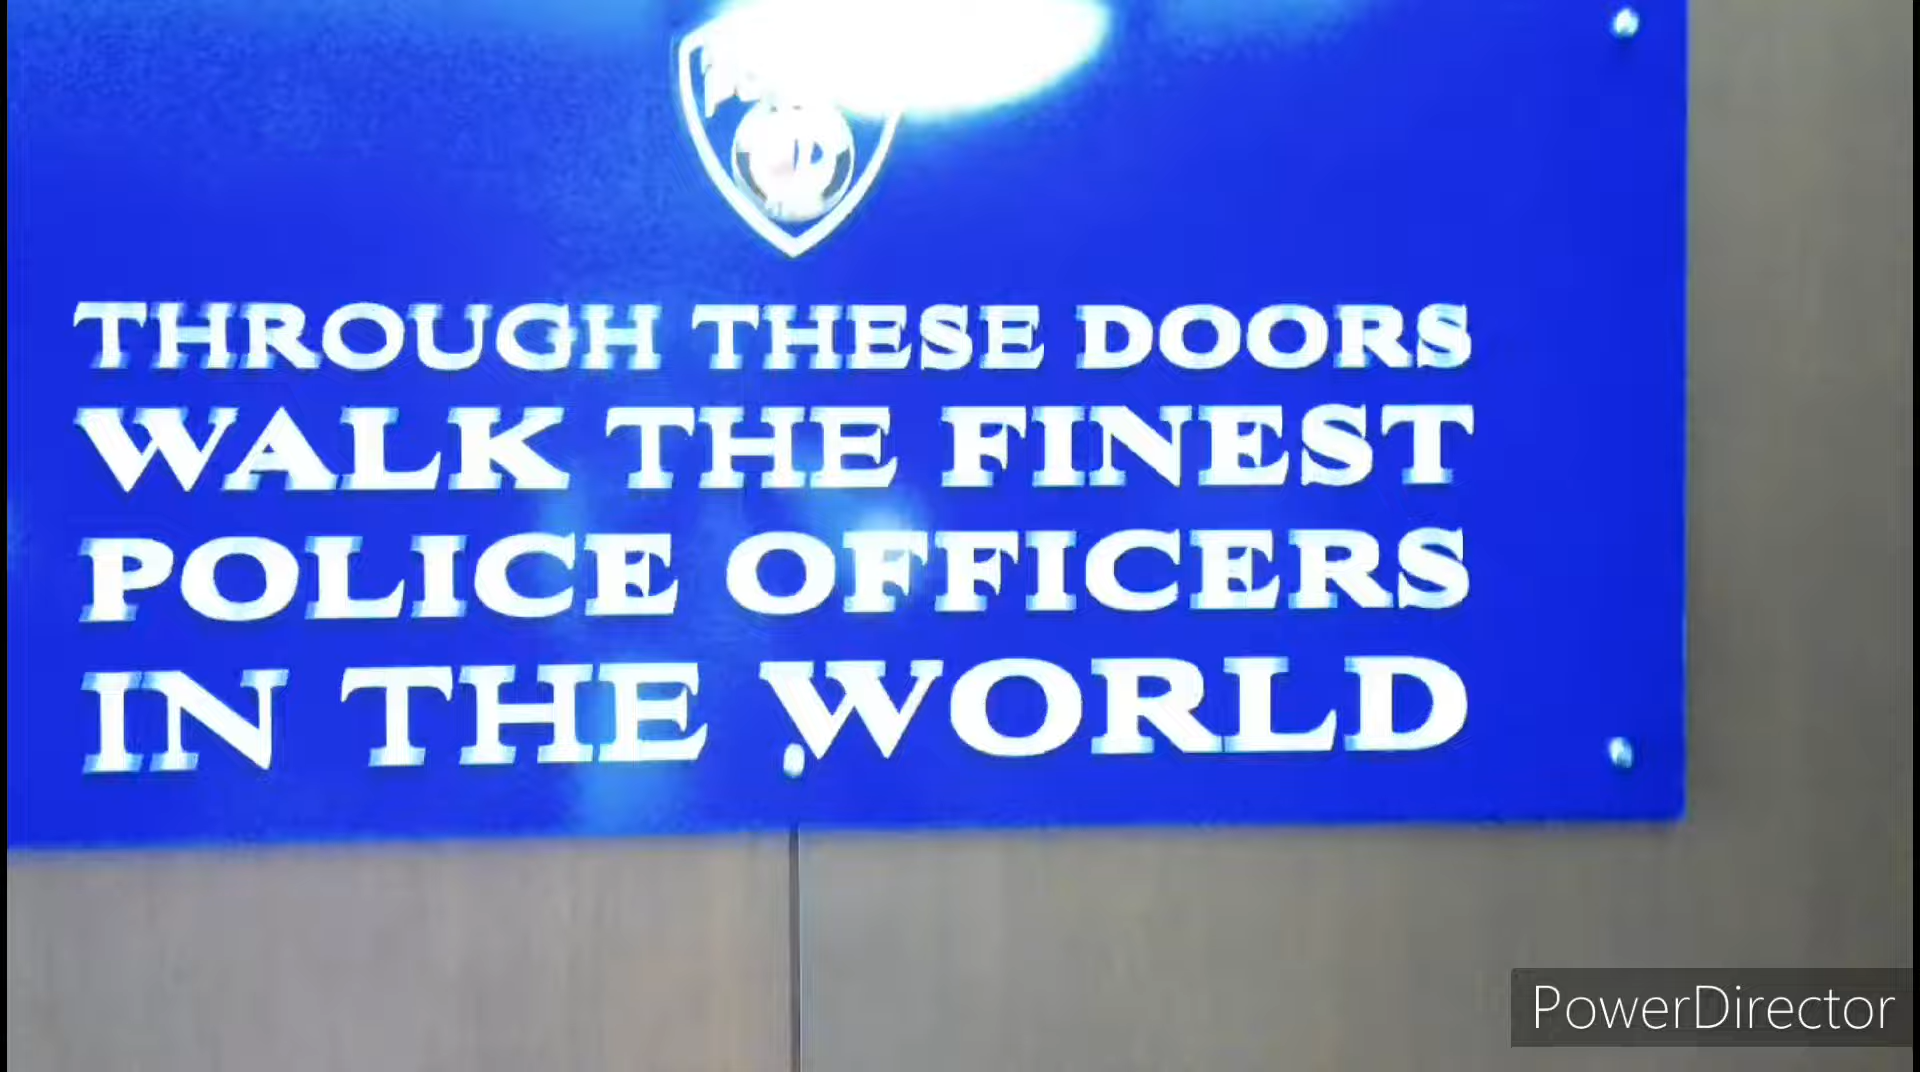 THROUGH THESE DOORS
WALK THE FINEST
POLICE OFFICERS
IN THE WORLD
PowerDirector